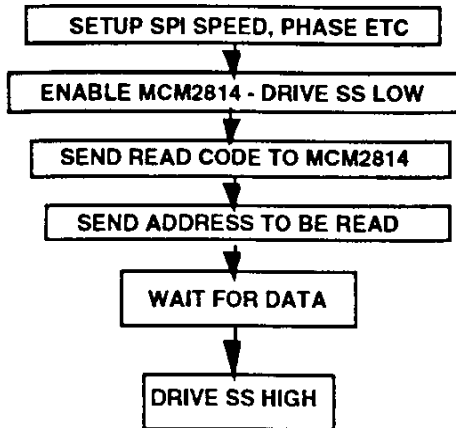 SETUP SPI SPEED, PHASE ETC
ENABLE MCM2814 - DRIVE SS LOW
SEND READ CODE TO MCM2814
SEND ADDRESS TO BE READ
WAIT FOR DATA
DRIVE SS HIGH